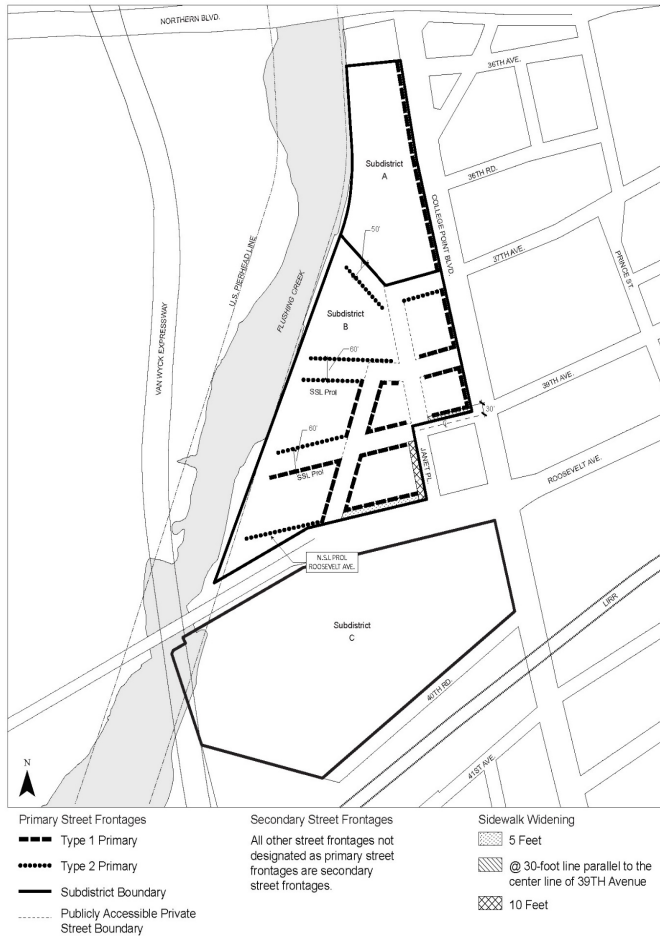 NORTHERN BLVD.
36TH AVE.
Subdistrict
A
36TH RD.
COLLEGE POINT BLVD.
50'
37TH AVE.
PRINCE ST.
U.S. PIERHEAD LINE
FLUSHING CREEK
VAN WYCK EXPRESSWAY
Subdistrict
B
60'
SSL Prol
39TH AVE.
30'
60'
SSL Prol
JANET PL.
ROOSEVELT AVE.
N.S.L PROL
ROOSEVELT AVE.
Subdistrict
C
LIRR
40TH RD.
41ST AVE.
N
Primary Street Frontages
Type 1 Primary
Type 2 Primary
Subdistrict Boundary
Publicly Accessible Private
Street Boundary
Secondary Street Frontages
All other street frontages not
designated as primary street
frontages are secondary
street frontages.
Sidewalk Widening
5 Feet
@ 30-foot line parallel to the
center line of 39TH Avenue
10 Feet